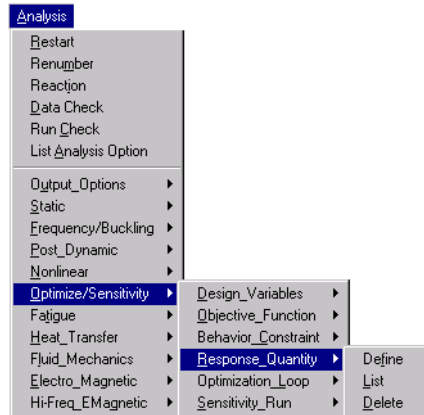 Analysis
Restart
Renumber
Reaction
Data Check
Run Check
List Analysis Option
Output_Options
Static
Frequency/Buckling
Post_Dynamic
Nonlinear
Optimize/Sensitivity
Fatigue
Heat_Transfer
Fluid_Mechanics
Electro_Magnetic
Hi-Freq_EMagnetic
Design_Variables
Objective_Function
Behavior_Constraint
Response_Quantity
Optimization_Loop
Sensitivity_Run
Define
List
Delete